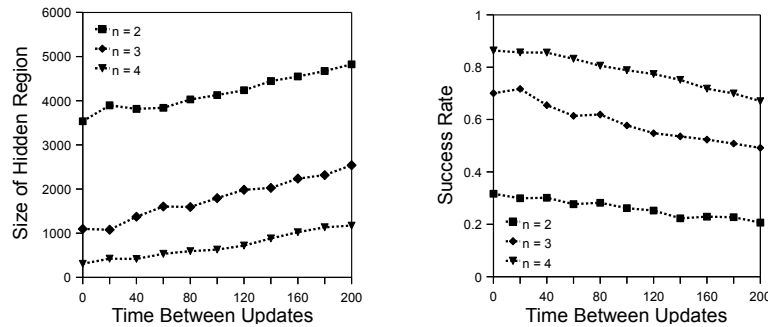 6000
5000
4000
3000
2000
1000
0
n = 2
n = 3
n = 4
Size of Hidden Region
0 40 80 120 160 200
Time Between Updates
1
0.8
0.6
0.4
0.2
0
n = 2
n = 3
n = 4
Success Rate
0 40 80 120 160 200
Time Between Updates